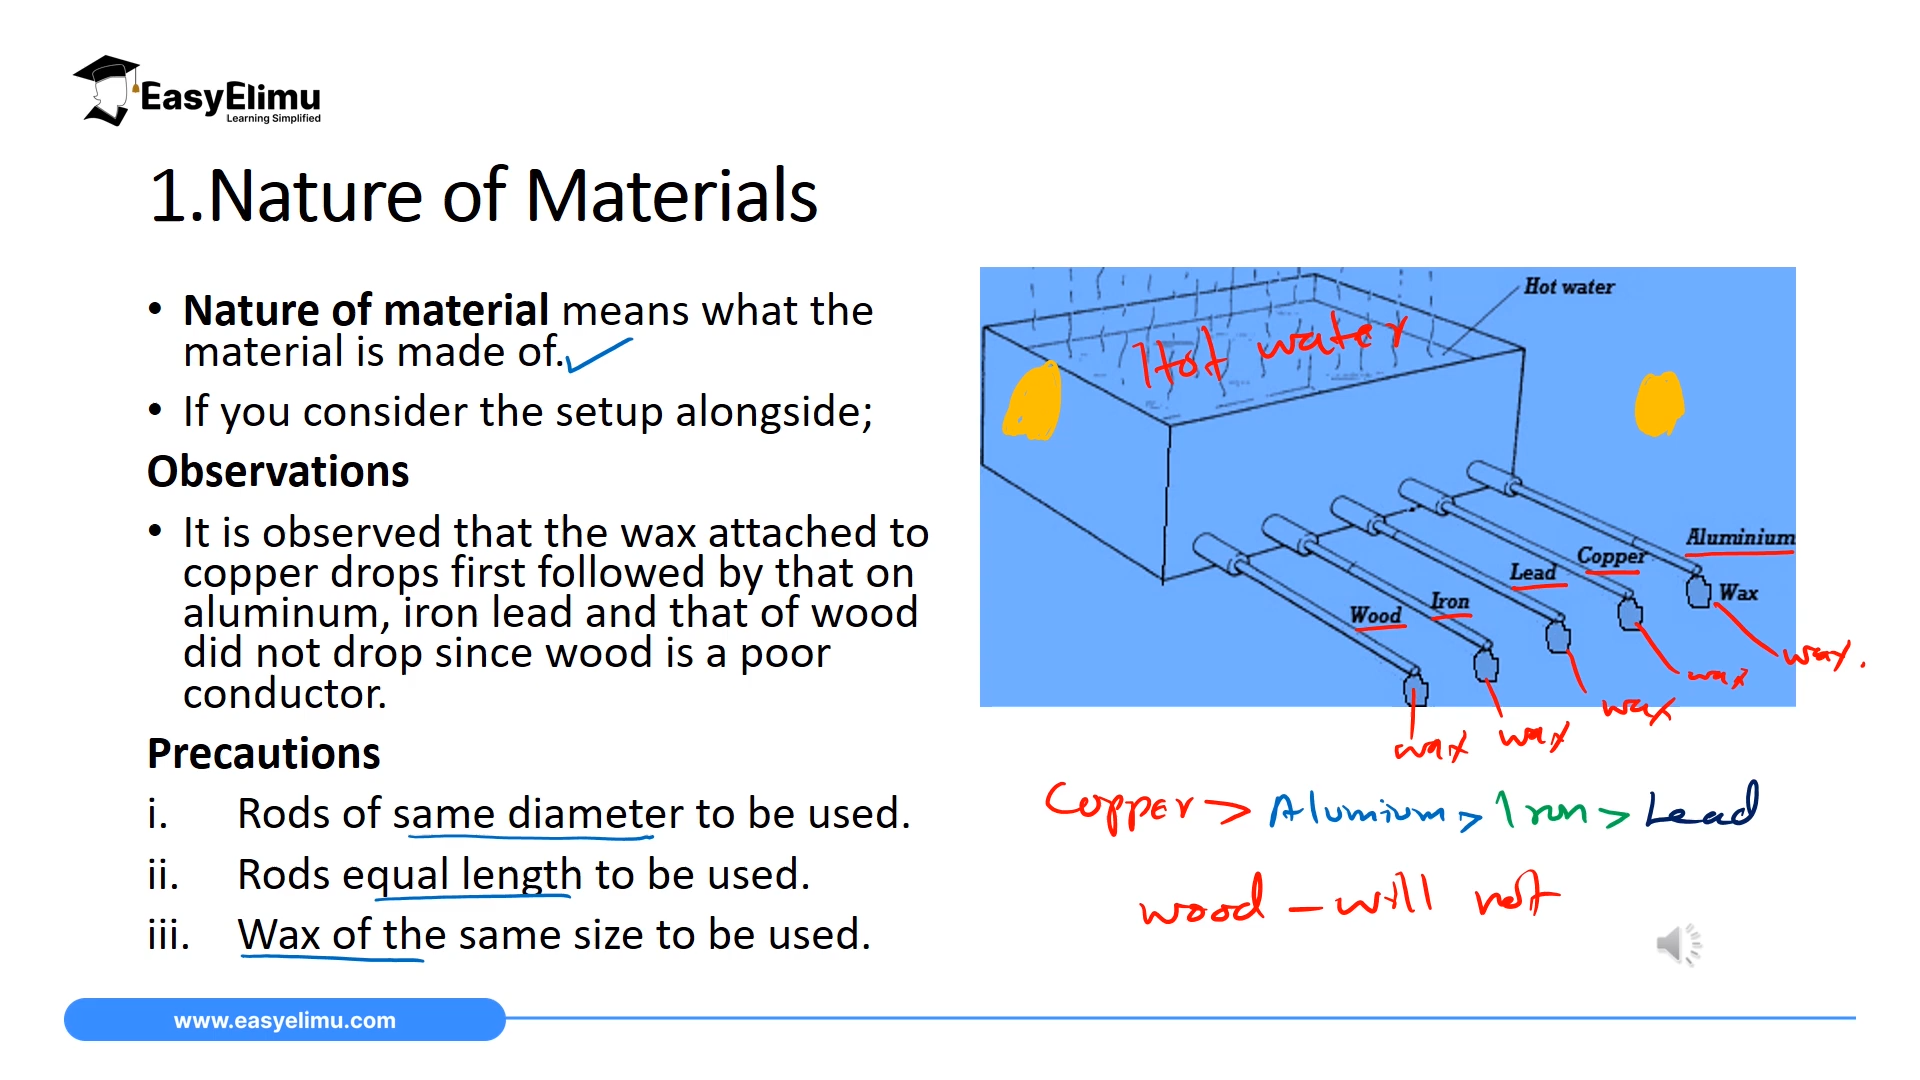 EasyElimu
Learning Simplified
1.Nature of Materials
• Nature of material means what the
material is made of.
• If you consider the setup alongside;
Observations
• It is observed that the wax attached to
copper drops first followed by that on
aluminum, iron lead and that of wood
did not drop since wood is a poor
conductor.
Precautions
i. Rods of same diameter to be used.
ii. Rods equal length to be used.
iii. Wax of the same size to be used.
Hot water
Hot water
Aluminium
Copper
Lead
Iron
Wood
Wax
wax.
wax
wax
wax
wax
Copper > Alumium > Iron > Lead
wood - will not
www.easyelimu.com